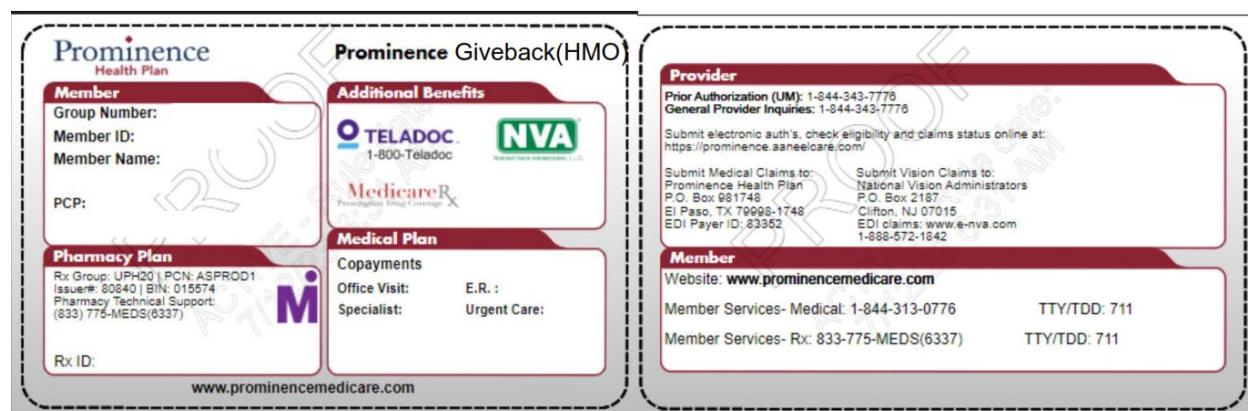 Prominence
Health Plan
Prominence Giveback(HMO)
Member
Group Number:
Member ID:
Member Name:
PCP:
Additional Benefits
TELADOC
1-800-Teladoc
NVA
National Vision Administrators, L.L.C.
MedicareRx
Prescription Drug Coverage
Pharmacy Plan
Rx Group: UPH20 | PCN: ASPROD1
Issuer#: 80840 | BIN: 015574
Pharmacy Technical Support:
(833) 775-MEDS(6337)
Rx ID:
Medical Plan
Copayments
Office Visit: E.R. :
Specialist: Urgent Care:
www.prominencemedicare.com
Provider
Prior Authorization (UM): 1-844-343-7776
General Provider Inquiries: 1-844-343-7776
Submit electronic auth's, check eligibility and claims status online at:
https://prominence.aaneelcare.com/
Submit Medical Claims to:
Prominence Health Plan
P.O. Box 981748
El Paso, TX 79998-1748
EDI Payer ID: 83352
Submit Vision Claims to:
National Vision Administrators
P.O. Box 2187
Clifton, NJ 07015
EDI claims: www.e-nva.com
1-888-572-1842
Member
Website: www.prominencemedicare.com
Member Services- Medical: 1-844-313-0776 TTY/TDD: 711
Member Services- Rx: 833-775-MEDS(6337) TTY/TDD: 711
PROOF
PROOF